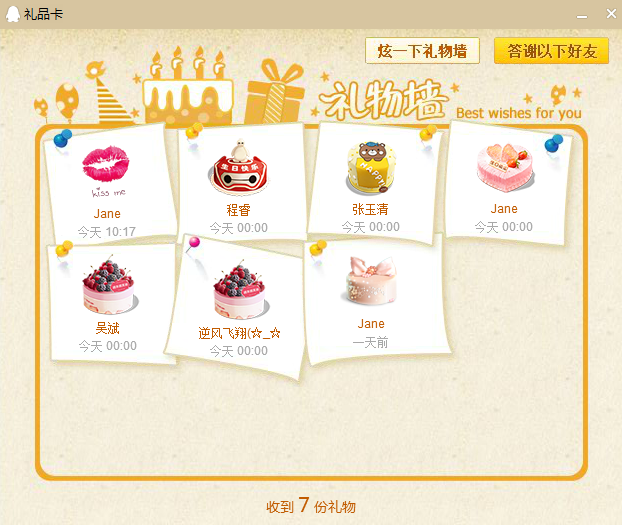 礼品卡
炫一下礼物墙
答谢以下好友
礼物墙
Best wishes for you
kiss me
Jane
今天 10:17
生日快乐
程睿
今天 00:00
HAPPY
张玉清
今天 00:00
Jane
今天 00:00
吴斌
今天 00:00
逆风飞翔(☆_☆
今天 00:00
Jane
一天前
收到 7 份礼物